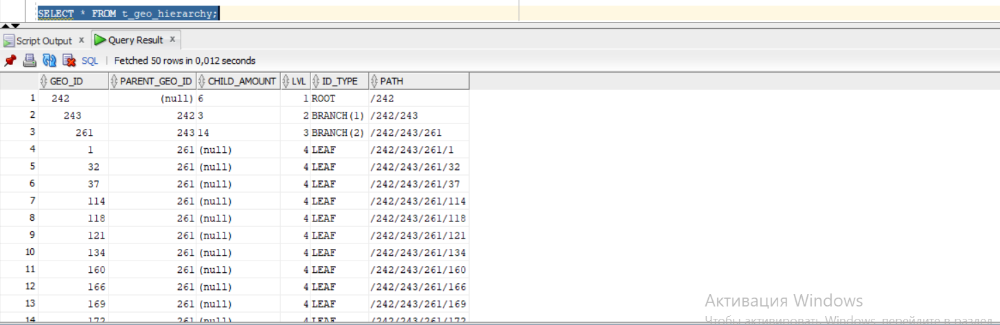 SELECT * FROM t_geo_hierarchy;
Script Output x Query Result x
SQL | Fetched 50 rows in 0,012 seconds
GEO_ID PARENT_GEO_ID CHILD_AMOUNT LVL ID_TYPE PATH
1 242 (null) 6 1 ROOT /242
2 243 242 3 2 BRANCH(1) /242/243
3 261 243 14 3 BRANCH(2) /242/243/261
4 1 261 (null) 4 LEAF /242/243/261/1
5 32 261 (null) 4 LEAF /242/243/261/32
6 37 261 (null) 4 LEAF /242/243/261/37
7 114 261 (null) 4 LEAF /242/243/261/114
8 118 261 (null) 4 LEAF /242/243/261/118
9 121 261 (null) 4 LEAF /242/243/261/121
10 134 261 (null) 4 LEAF /242/243/261/134
11 160 261 (null) 4 LEAF /242/243/261/160
12 166 261 (null) 4 LEAF /242/243/261/166
13 169 261 (null) 4 LEAF /242/243/261/169
14 172 261 (null) 4 LEAF /242/243/261/172
Активация Windows
Чтобы активировать Windows, перейдите в раздел